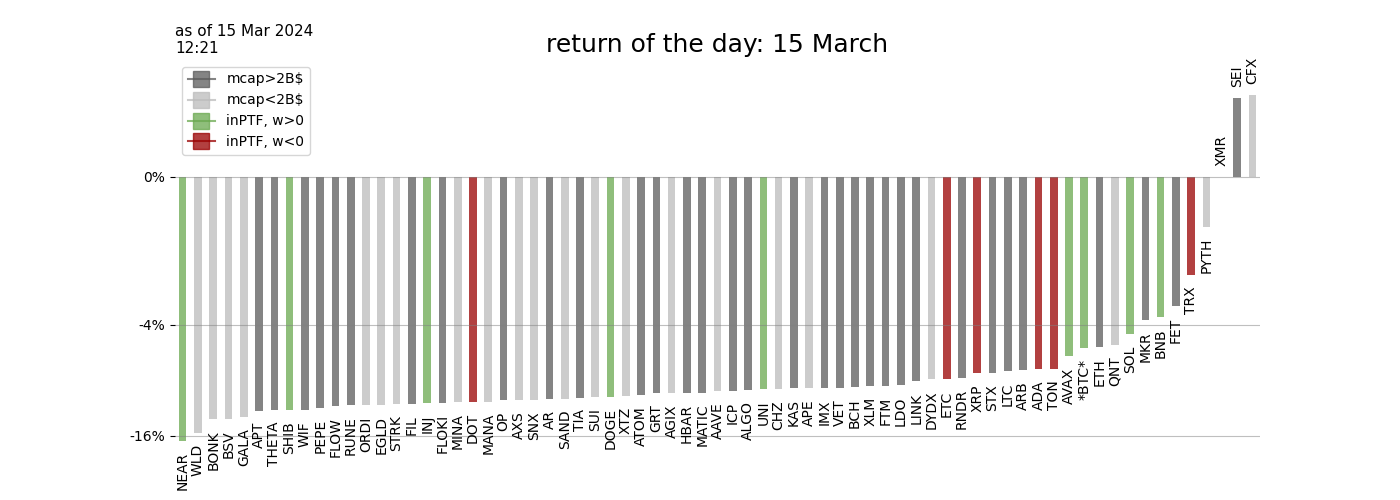 as of 15 Mar 2024
12:21
return of the day: 15 March
mcap>2B$
mcap<2B$
inPTF, w>0
inPTF, w<0
0%
-4%
-16%
NEAR
WLD
BONK
BSV
GALA
APT
THETA
SHIB
WIF
PEPE
FLOW
RUNE
ORDI
EGLD
STRK
FIL
INJ
FLOKI
MINA
DOT
MANA
OP
AXS
SNX
AR
SAND
TIA
SUI
DOGE
XTZ
ATOM
GRT
AGIX
HBAR
MATIC
AAVE
ICP
ALGO
UNI
CHZ
KAS
APE
IMX
VET
BCH
XLM
FTM
LDO
LINK
DYDX
ETC
RNDR
XRP
STX
LTC
ARB
ADA
TON
AVAX
*BTC*
ETH
QNT
SOL
MKR
BNB
FET
TRX
PYTH
XMR
SEI
CFX